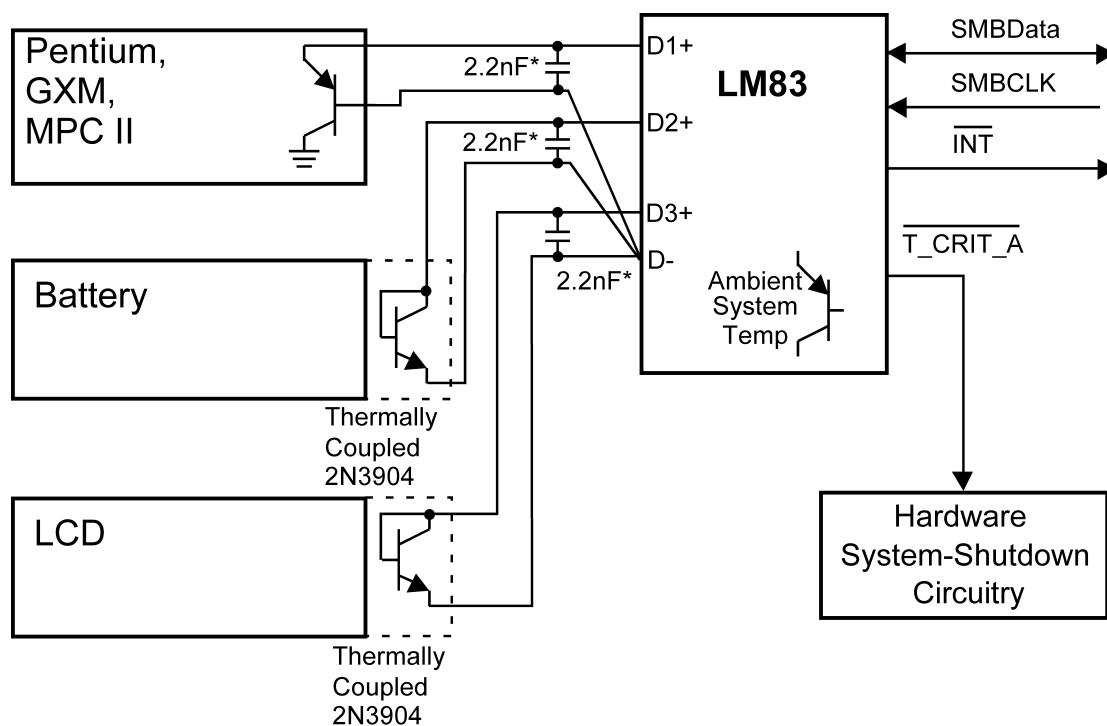 Pentium,
GXM,
MPC II
2.2nF*
D1+
LM83
SMBData
SMBCLK
2.2nF*
D2+
INT
D3+
T_CRIT_A
D-
2.2nF*
Ambient
System
Temp
Battery
Thermally
Coupled
2N3904
LCD
Hardware
System-Shutdown
Circuitry
Thermally
Coupled
2N3904